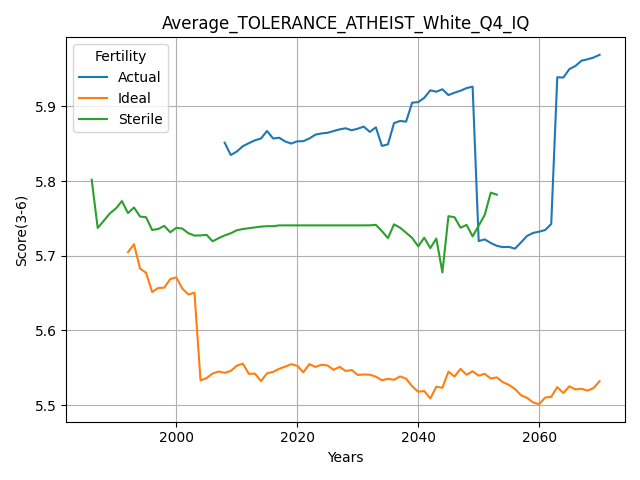 Average_TOLERANCE_ATHEIST_White_Q4_IQ
Fertility
Actual
Ideal
Sterile
Score(3-6)
5.9
5.8
5.7
5.6
5.5
2000
2020
2040
2060
Years